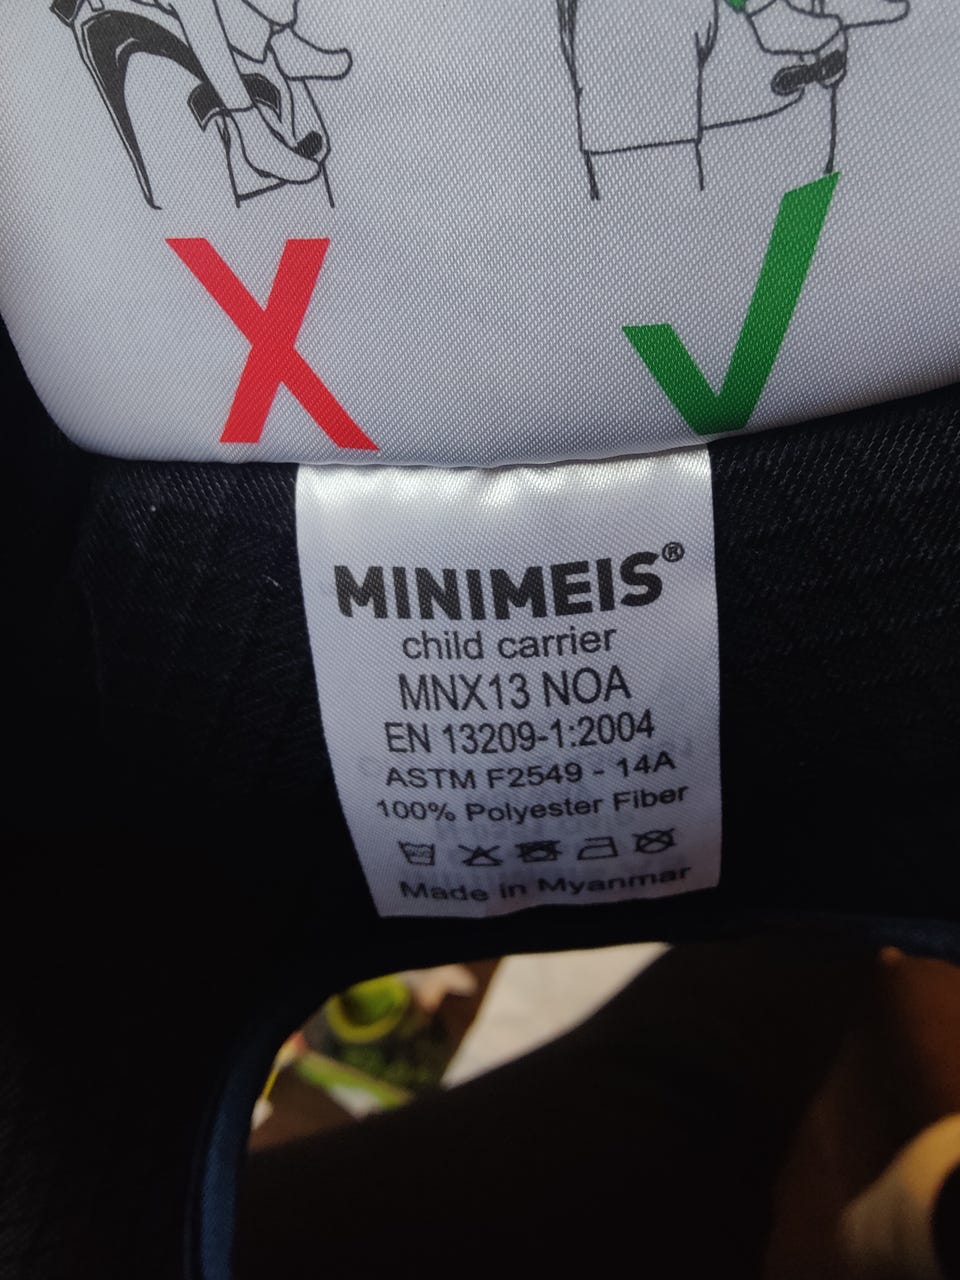 MINIMEIS®
child carrier
MNX13 NOA
EN 13209-1:2004
ASTM F2549 - 14A
100% Polyester Fiber
Made in Myanmar